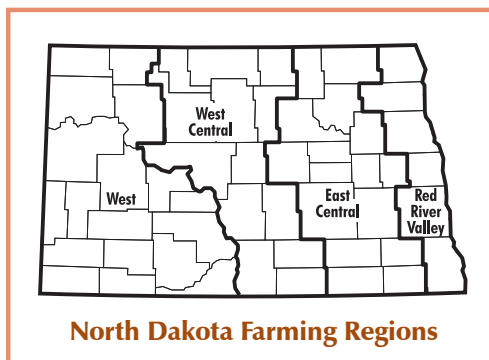 West
Central
West
East
Central
Red
River
Valley
North Dakota Farming Regions